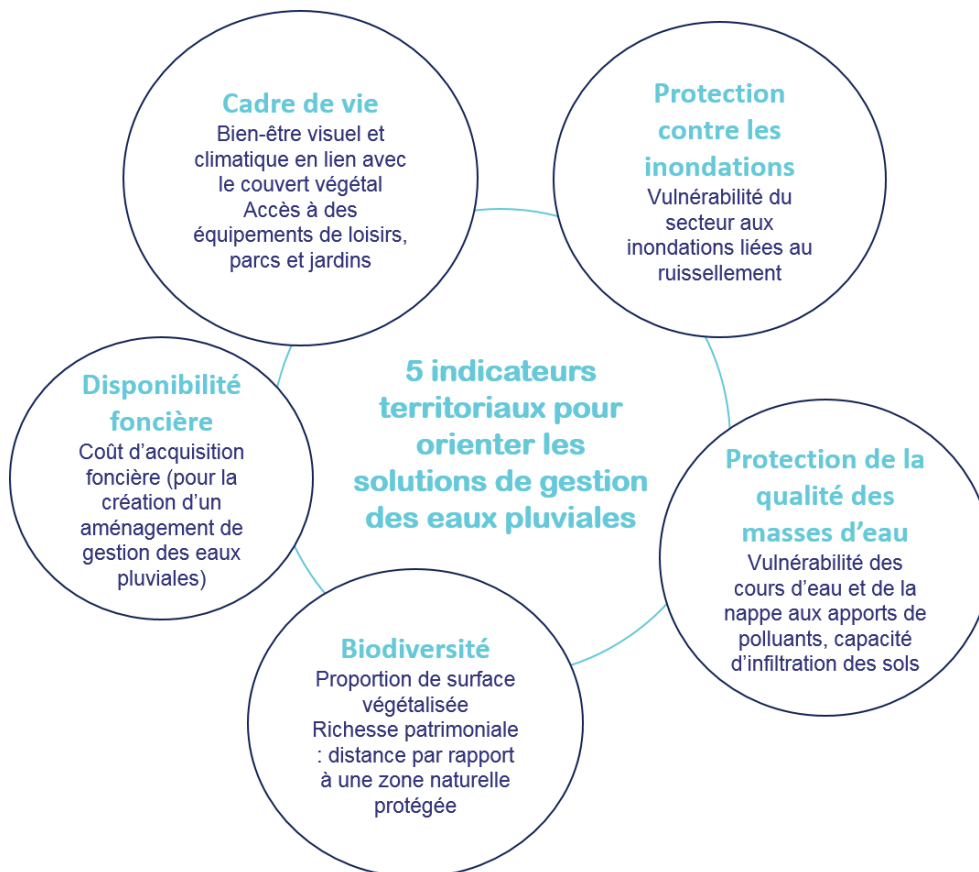 Cadre de vie
Bien-être visuel et
climatique en lien avec
le couvert végétal
Accès à des
équipements de loisirs,
parcs et jardins
Protection
contre les
inondations
Vulnérabilité du
secteur aux
inondations liées au
ruissellement
5 indicateurs
territoriaux pour
orienter les
solutions de gestion
des eaux pluviales
Disponibilité
foncière
Coût d’acquisition
foncière (pour la
création d’un
aménagement de
gestion des eaux
pluviales)
Protection de la
qualité des
masses d’eau
Vulnérabilité des
cours d’eau et de la
nappe aux apports de
polluants, capacité
d’infiltration des sols
Biodiversité
Proportion de surface
végétalisée
Richesse patrimoniale
: distance par rapport
à une zone naturelle
protégée